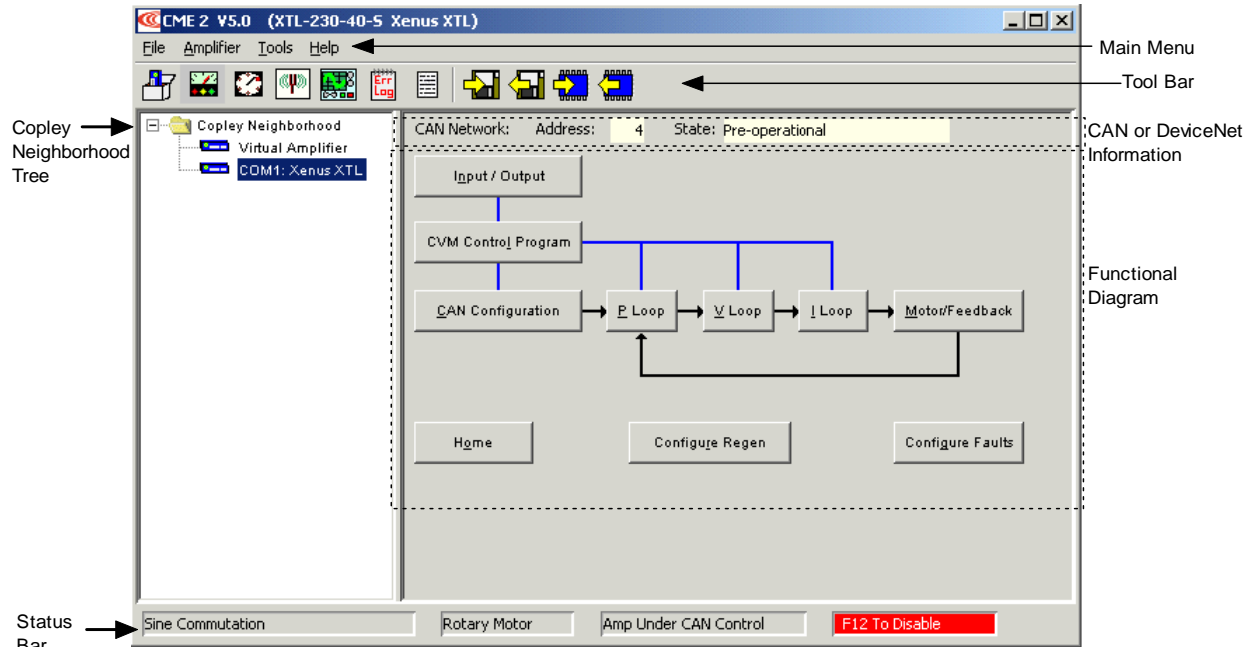 CME 2 V5.0 (XTL-230-40-S Xenus XTL)
File Amplifier Tools Help
Main Menu
Err Log
Tool Bar
Copley
Neighborhood
Tree
Copley Neighborhood
Virtual Amplifier
COM1: Xenus XTL
CAN Network: Address: 4 State: Pre-operational
CAN or DeviceNet
Information
Input / Output
CVM Control Program
CAN Configuration
P Loop
V Loop
I Loop
Motor/Feedback
Functional
Diagram
Home
Configure Regen
Configure Faults
Status
Bar
Sine Commutation
Rotary Motor
Amp Under CAN Control
F12 To Disable